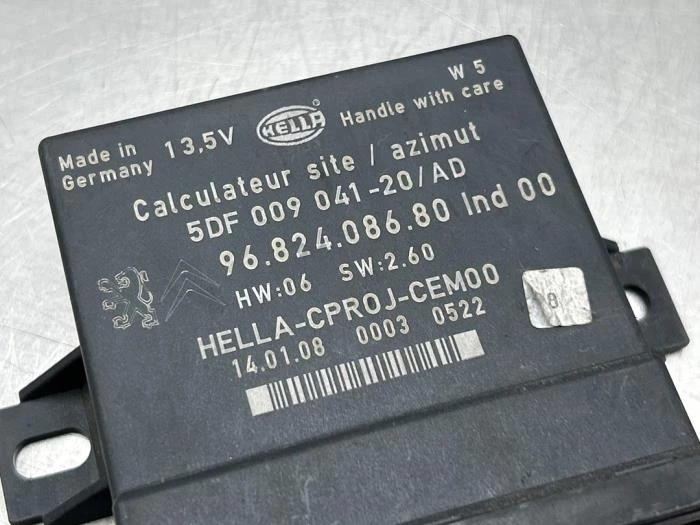 W 5
Made in
Germany
13,5V
HELLA
Handle with care
Calculateur site / azimut
5DF 009 041-20/AD
96.824.086.80 Ind 00
HW:06 SW:2.60
HELLA-CPROJ-CEM00
14.01.08 0003 0522
8